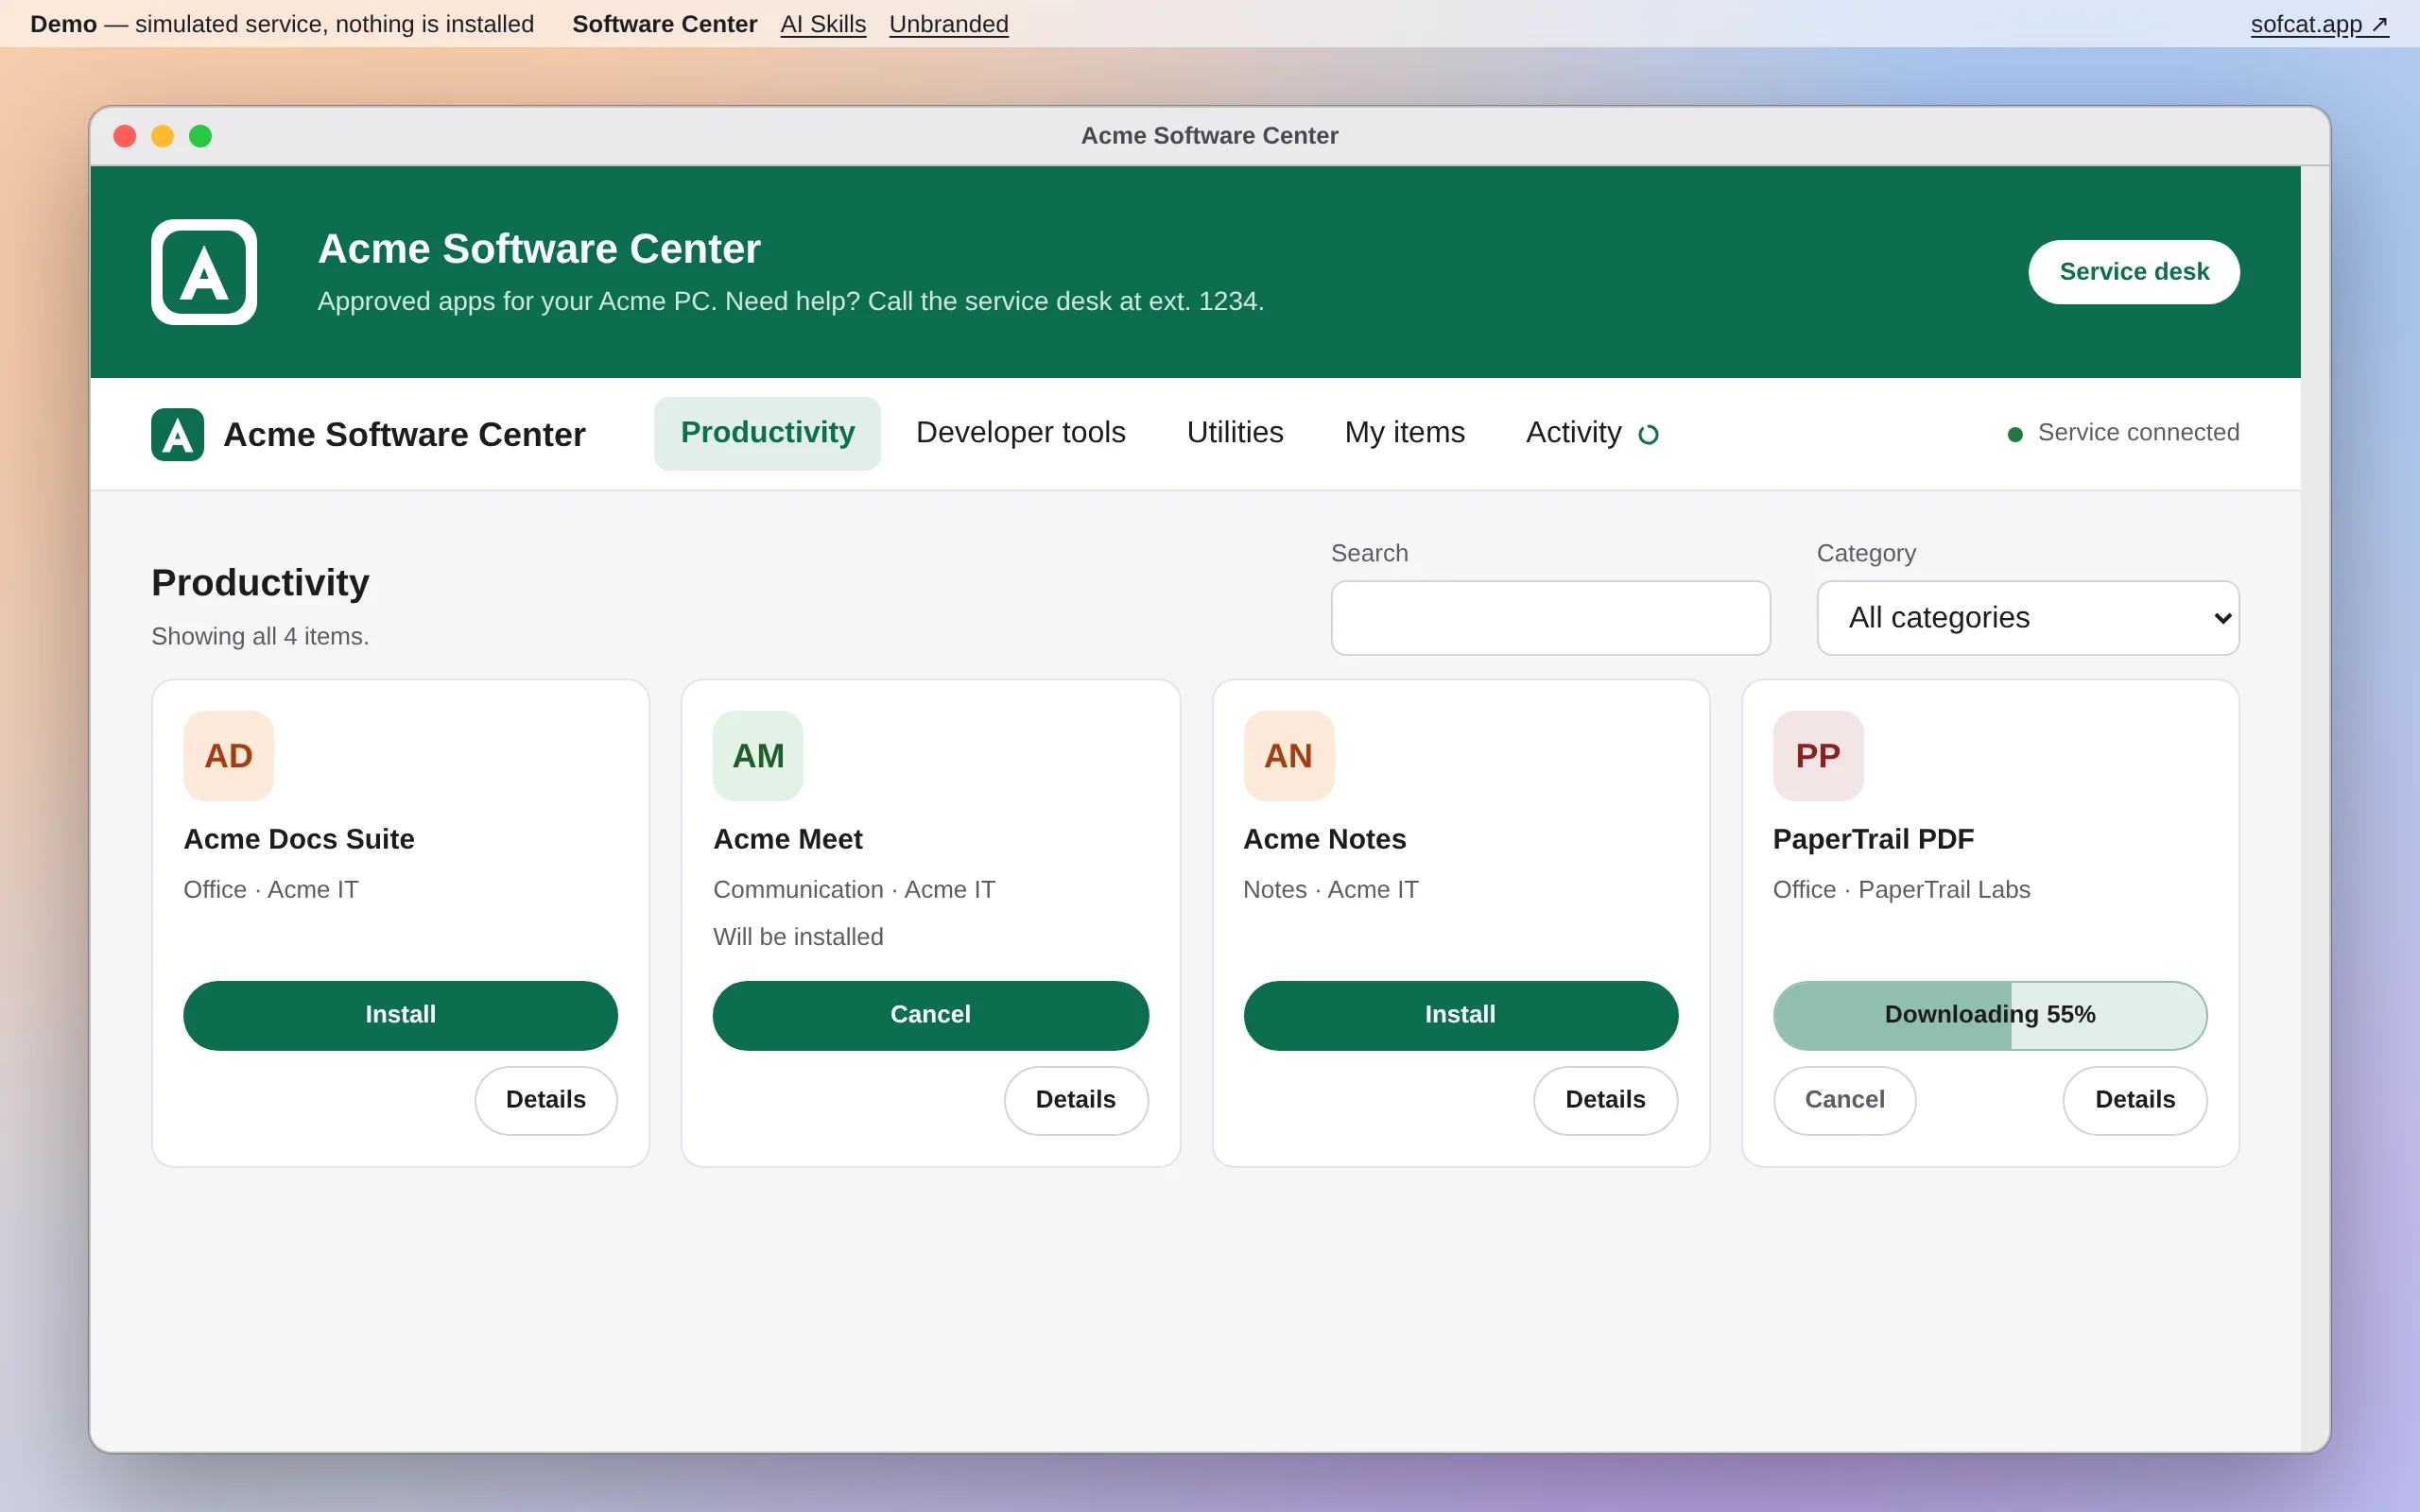 Demo — simulated service, nothing is installed Software Center AI Skills Unbranded sofcat.app ↗
Acme Software Center
A
Acme Software Center
Approved apps for your Acme PC. Need help? Call the service desk at ext. 1234.
Service desk
A Acme Software Center Productivity Developer tools Utilities My items Activity Service connected
Productivity
Showing all 4 items.
Search
Category
All categories
AD
Acme Docs Suite
Office · Acme IT
Install
Details
AM
Acme Meet
Communication · Acme IT
Will be installed
Cancel
Details
AN
Acme Notes
Notes · Acme IT
Install
Details
PP
PaperTrail PDF
Office · PaperTrail Labs
Downloading 55%
Cancel Details